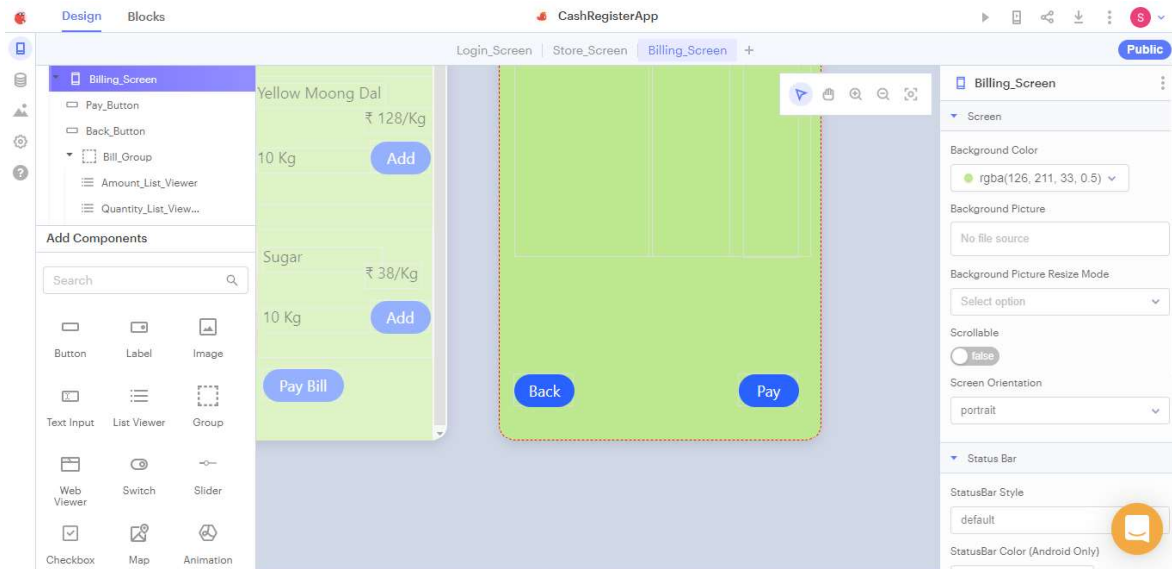 Design Blocks CashRegisterApp S
Login_Screen Store_Screen Billing_Screen + Public
Billing_Screen
Pay_Button
Back_Button
Bill_Group
Amount_List_Viewer
Quantity_List_View...
Add Components
Search
Button Label Image
Text Input List Viewer Group
Web Viewer Switch Slider
Checkbox Map Animation
Yellow Moong Dal
₹ 128/Kg
10 Kg Add
Sugar
₹ 38/Kg
10 Kg Add
Pay Bill
Back Pay
Billing_Screen
Screen
Background Color
rgba(126, 211, 33, 0.5)
Background Picture
No file source
Background Picture Resize Mode
Select option
Scrollable
false
Screen Orientation
portrait
Status Bar
StatusBar Style
default
StatusBar Color (Android Only)